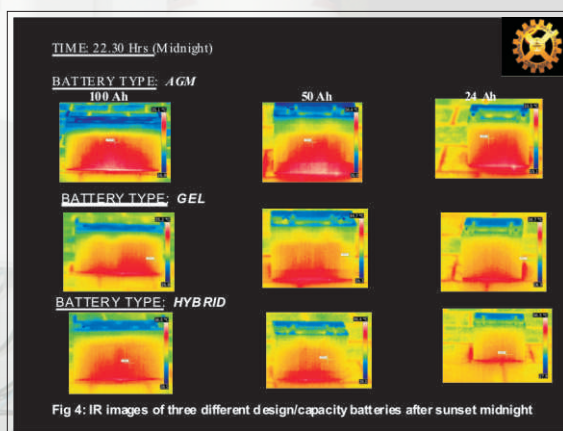 TIME: 22.30 Hrs (Midnight)
BATTERY TYPE: AGM
100 Ah 50 Ah 24 Ah
BATTERY TYPE: GEL
BATTERY TYPE: HYBRID
Fig 4: IR images of three different design/capacity batteries after sunset midnight